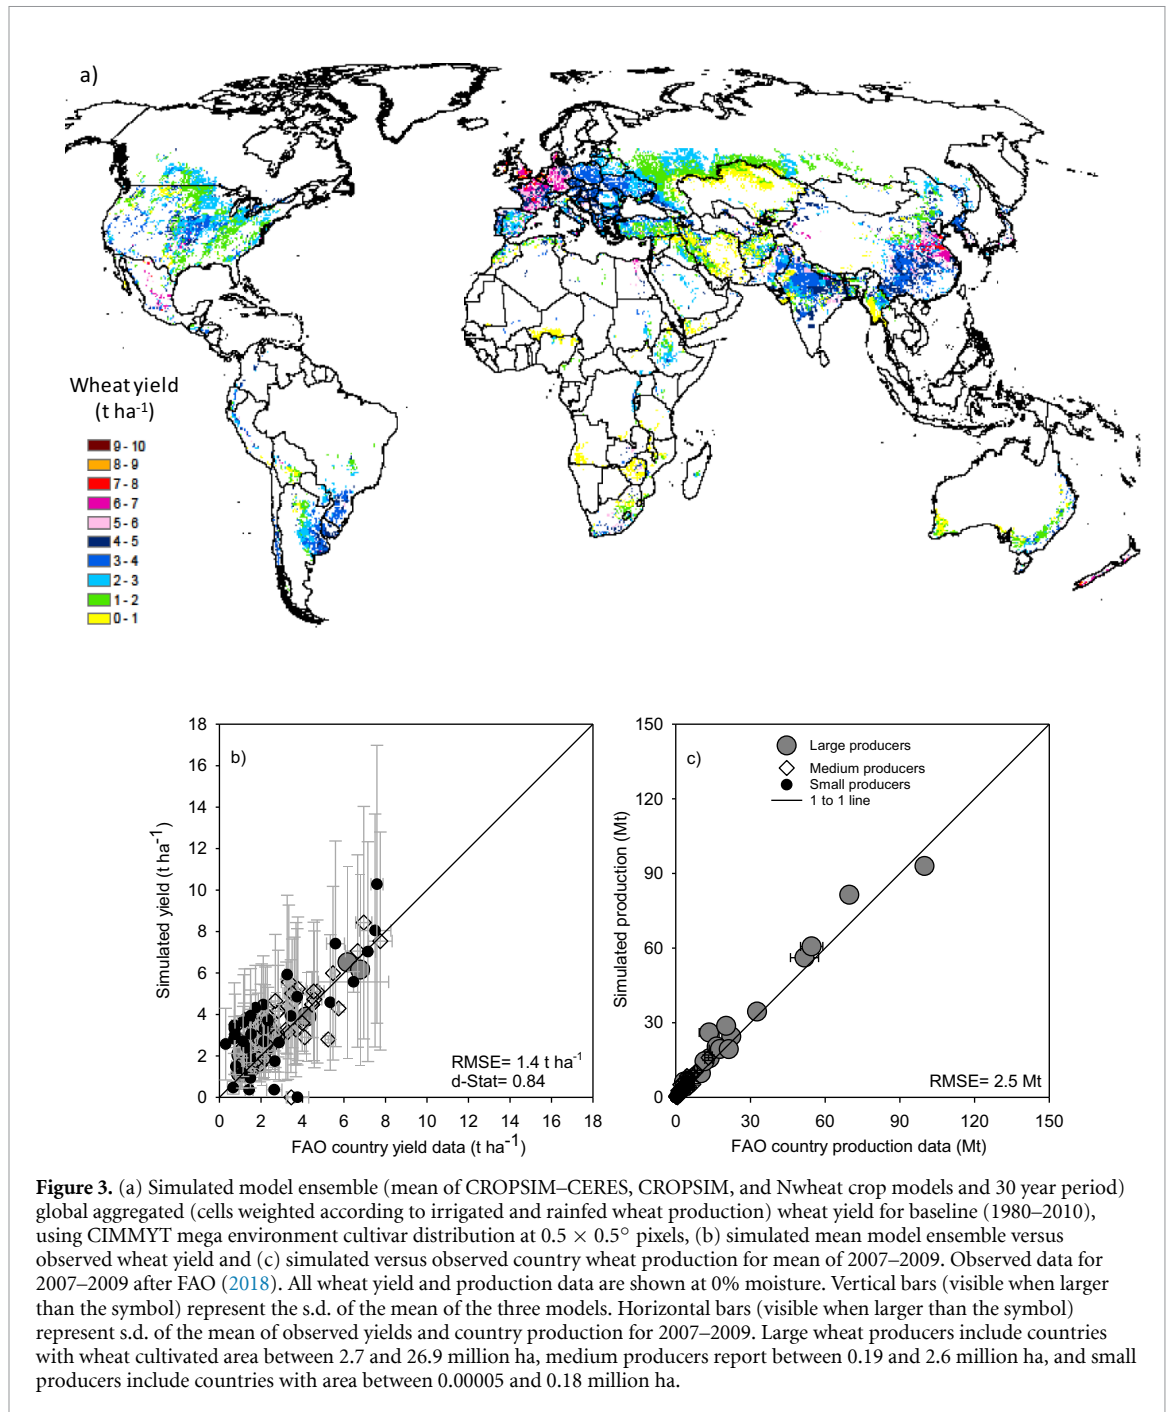 a)
Wheat yield
(t ha-1)
9 - 10
8 - 9
7 - 8
6 - 7
5 - 6
4 - 5
3 - 4
2 - 3
1 - 2
0 - 1
18
16
14
12
10
8
6
4
2
0
Simulated yield (t ha-1)
b)
RMSE= 1.4 t ha-1
d-Stat= 0.84
0 2 4 6 8 10 12 14 16 18
FAO country yield data (t ha-1)
150
120
90
60
30
0
Simulated production (Mt)
c)
Large producers
Medium producers
Small producers
1 to 1 line
RMSE= 2.5 Mt
0 30 60 90 120 150
FAO country production data (Mt)
Figure 3. (a) Simulated model ensemble (mean of CROPSIM–CERES, CROPSIM, and Nwheat crop models and 30 year period)
global aggregated (cells weighted according to irrigated and rainfed wheat production) wheat yield for baseline (1980–2010),
using CIMMYT mega environment cultivar distribution at 0.5 × 0.5° pixels, (b) simulated mean model ensemble versus
observed wheat yield and (c) simulated versus observed country wheat production for mean of 2007–2009. Observed data for
2007–2009 after FAO (2018). All wheat yield and production data are shown at 0% moisture. Vertical bars (visible when larger
than the symbol) represent the s.d. of the mean of the three models. Horizontal bars (visible when larger than the symbol)
represent s.d. of the mean of observed yields and country production for 2007–2009. Large wheat producers include countries
with wheat cultivated area between 2.7 and 26.9 million ha, medium producers report between 0.19 and 2.6 million ha, and small
producers include countries with area between 0.00005 and 0.18 million ha.